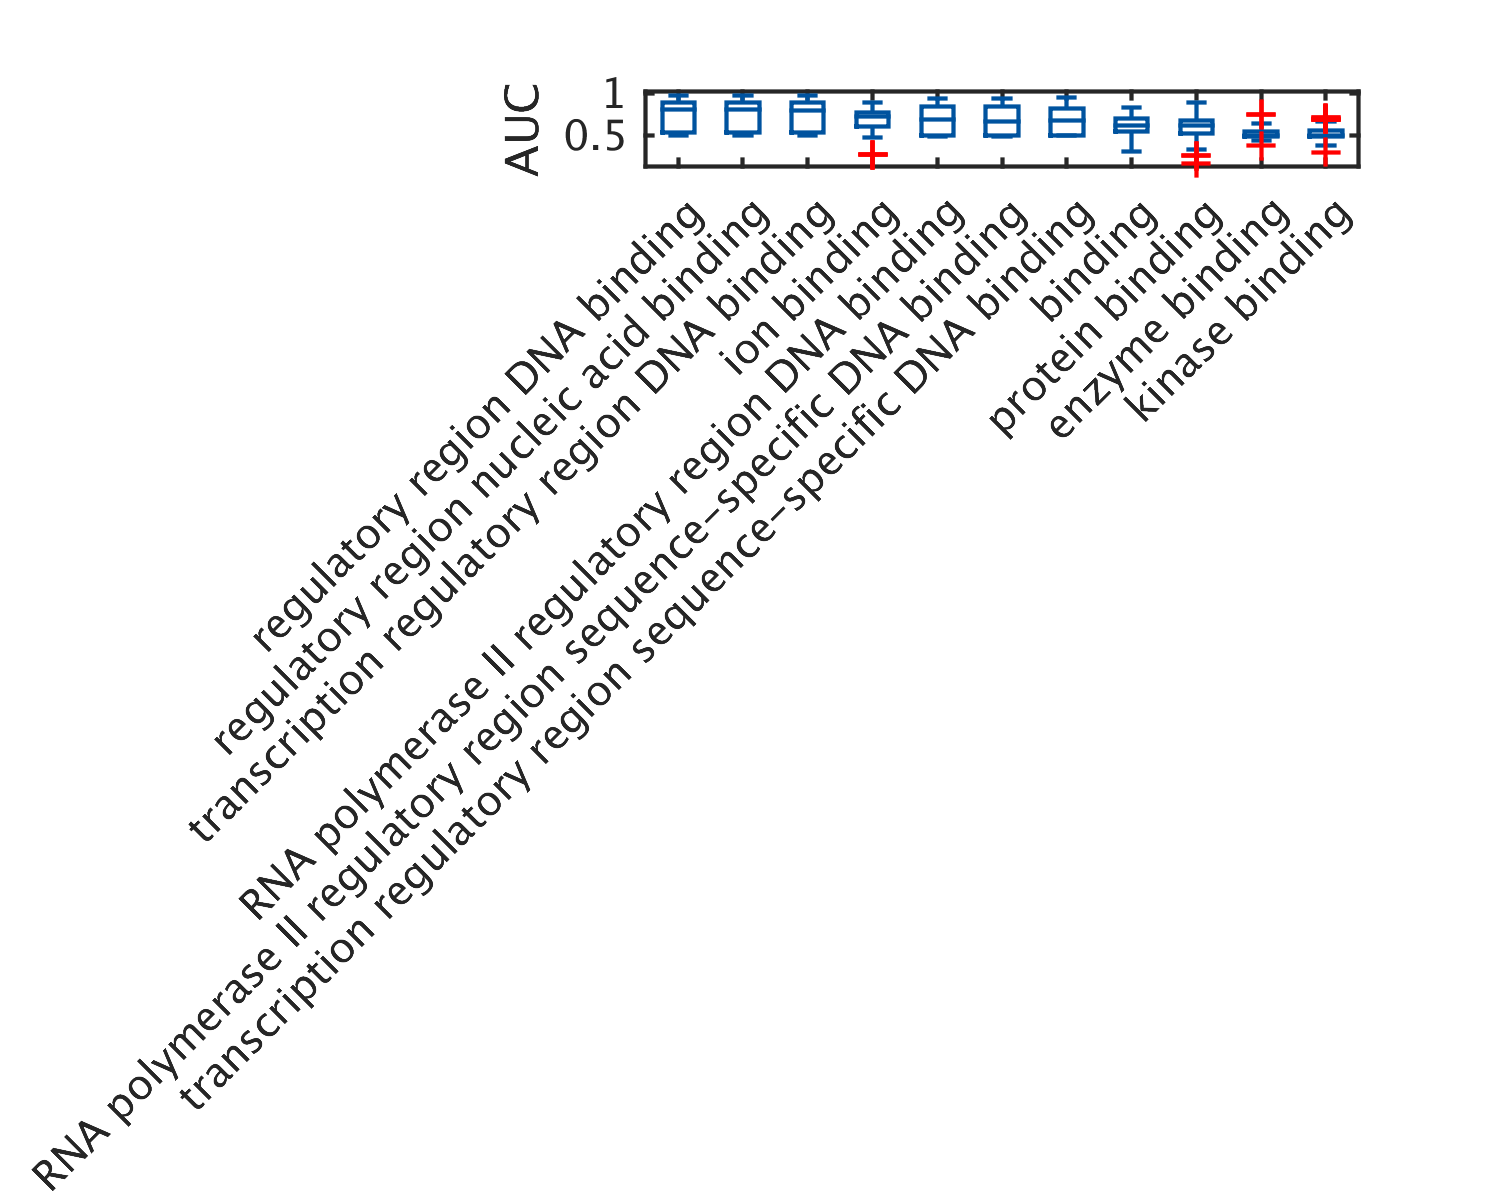 AUC
1
0.5
regulatory region DNA binding
regulatory region nucleic acid binding
transcription regulatory region DNA binding
ion binding
RNA polymerase II regulatory region DNA binding
RNA polymerase II regulatory region sequence-specific DNA binding
transcription regulatory region sequence-specific DNA binding
binding
protein binding
enzyme binding
kinase binding